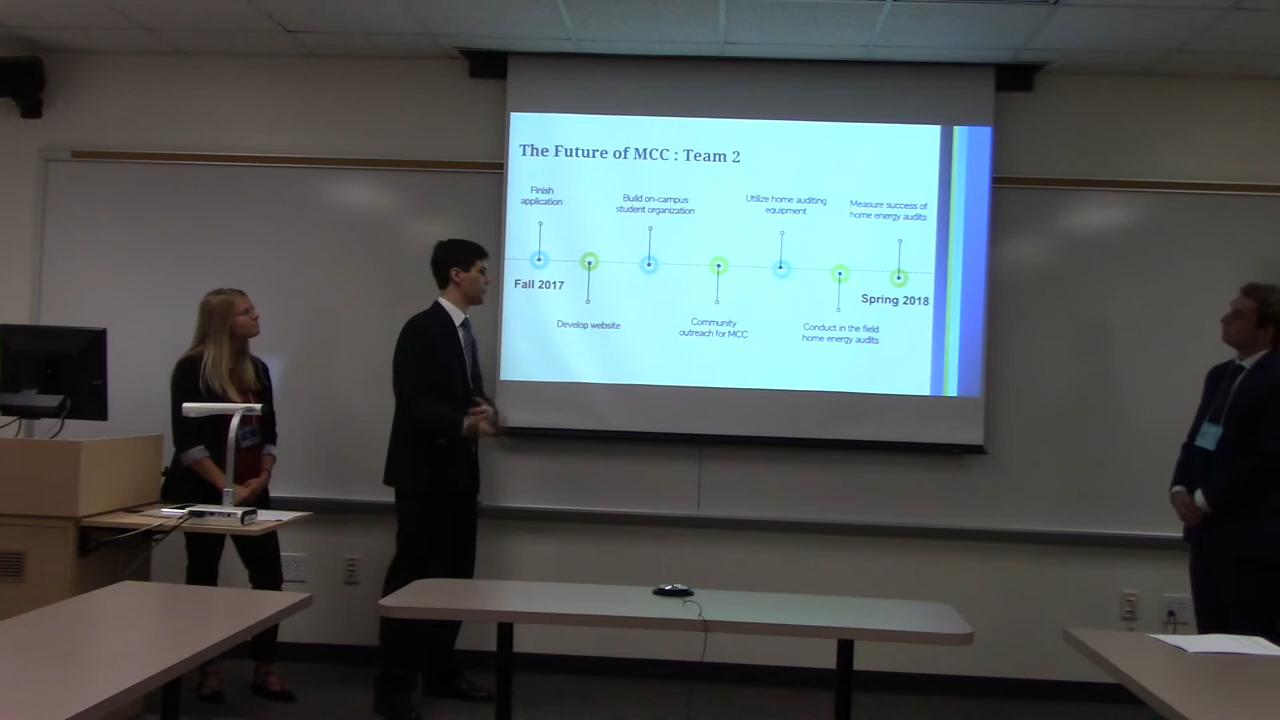 The Future of MCC : Team 2
Finish
application
Build on-campus
student organization
Utilize home auditing
equipment
Measure success of
home energy audits
Fall 2017
Spring 2018
Develop website
Community
outreach for MCC
Conduct in the field
home energy audits